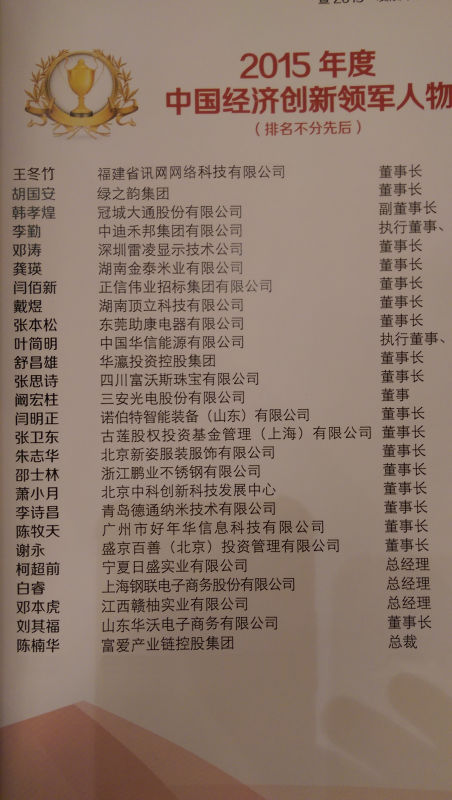 2015 年度
中国经济创新领军人物
（排名不分先后）
王冬竹 福建省讯网网络科技有限公司 董事长
胡国安 绿之韵集团 董事长
韩孝煌 冠城大通股份有限公司 副董事长
李勤 中迪禾邦集团有限公司 执行董事、
邓涛 深圳雷凌显示技术公司 董事长
龚瑛 湖南金泰米业有限公司 董事长
闫佰新 正信伟业招标集团有限公司 董事长
戴煜 湖南顶立科技有限公司 董事长
张本松 东莞助康电器有限公司 董事长
叶简明 中国华信能源有限公司 执行董事、
舒昌雄 华瀛投资控股集团 董事长
张思诗 四川富沃斯珠宝有限公司 董事长
阚宏柱 三安光电股份有限公司 董事
闫明正 诺伯特智能装备（山东）有限公司 董事长
张卫东 古莲股权投资基金管理（上海）有限公司 董事长
朱志华 北京新姿服装服饰有限公司 董事长
邵士林 浙江鹏业不锈钢有限公司 董事长
萧小月 北京中科创新科技发展中心 董事长
李诗昌 青岛德通纳米技术有限公司 董事长
陈牧天 广州市好年华信息科技有限公司 董事长
谢永 盛京百善（北京）投资管理有限公司 董事长
柯超前 宁夏日盛实业有限公司 总经理
白睿 上海钢联电子商务股份有限公司 总经理
邓本虎 江西赣柚实业有限公司 总经理
刘其福 山东华沃电子商务有限公司 董事长
陈楠华 富爱产业链控股集团 总裁